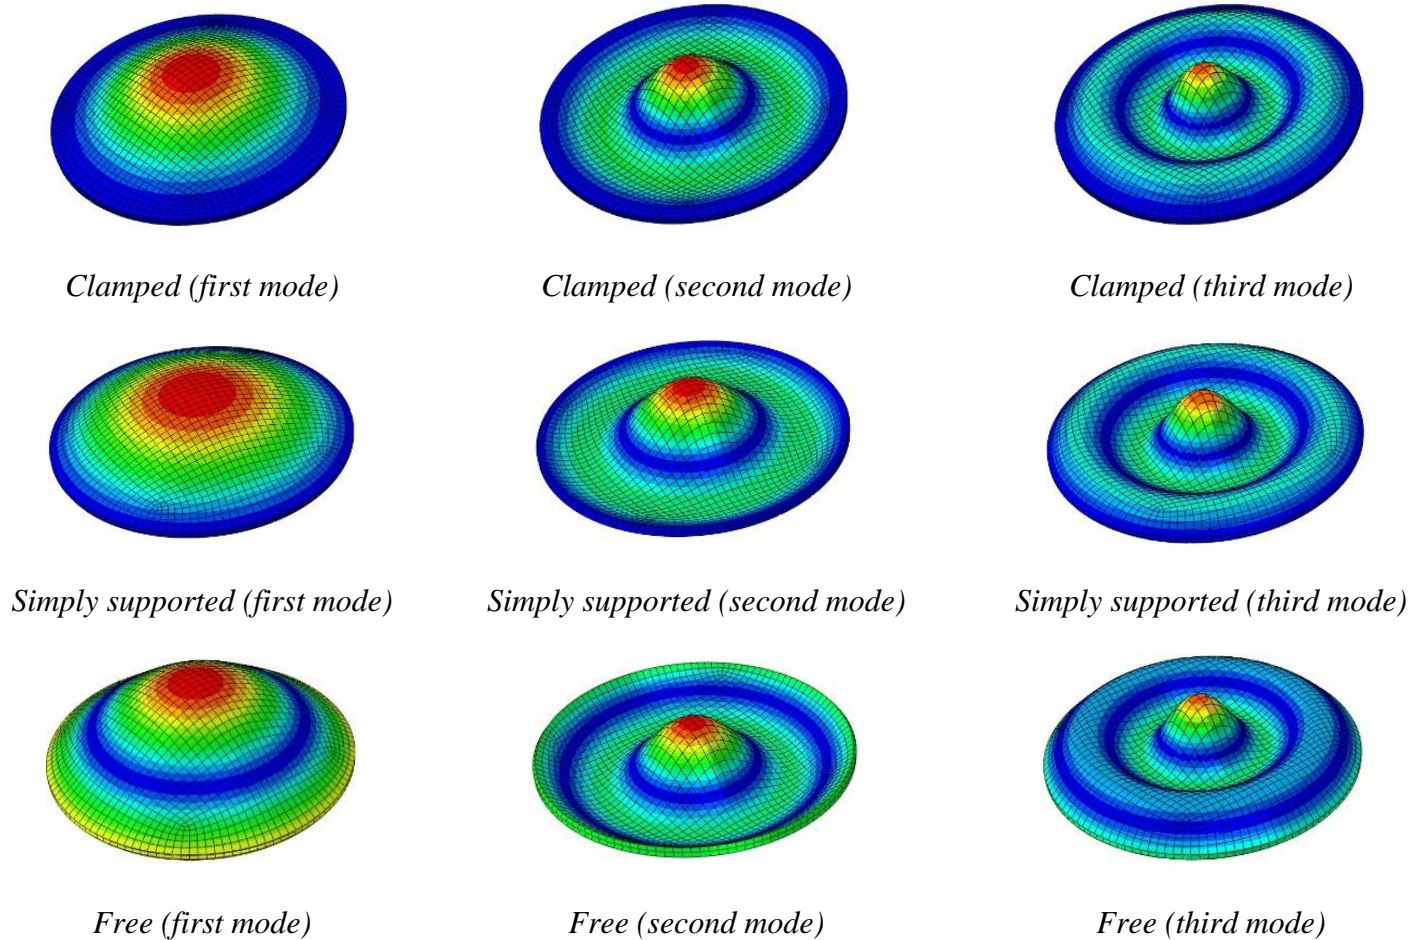 Clamped (first mode)
Clamped (second mode)
Clamped (third mode)
Simply supported (first mode)
Simply supported (second mode)
Simply supported (third mode)
Free (first mode)
Free (second mode)
Free (third mode)